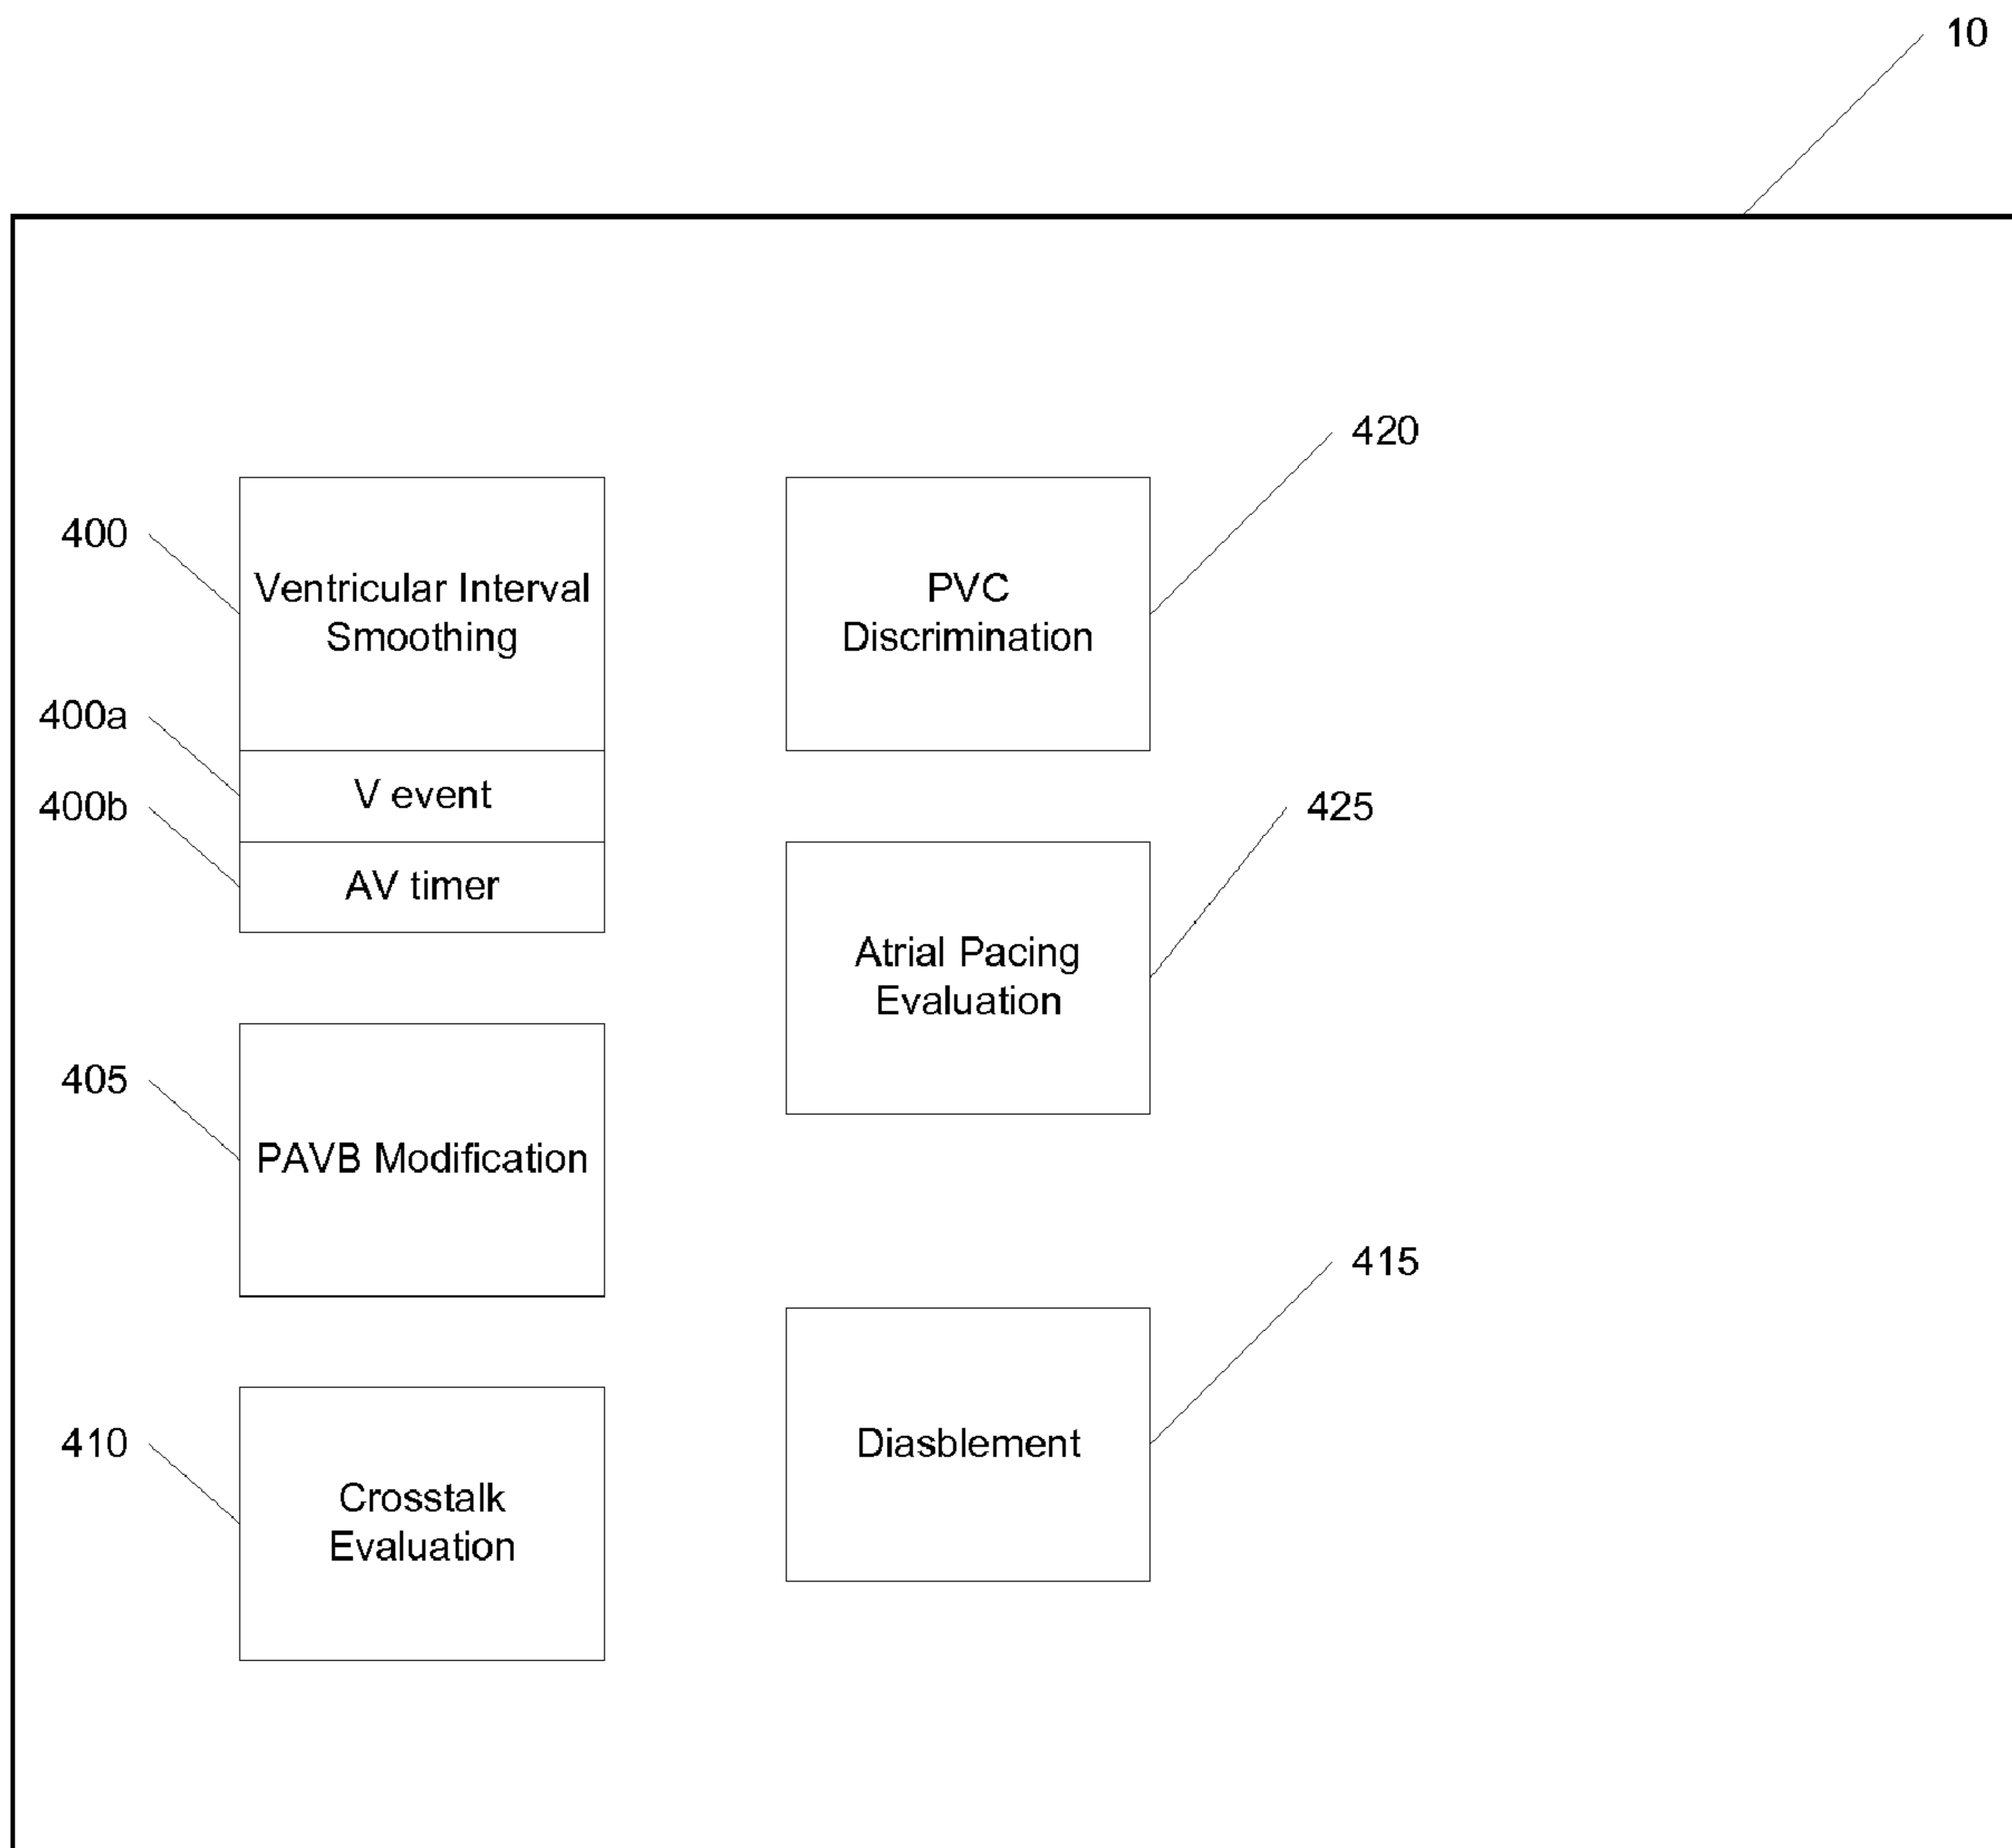 10
420
400
Ventricular Interval
Smoothing
PVC
Discrimination
400a
V event
400b
AV timer
425
Atrial Pacing
Evaluation
405
PAVB Modification
415
410
Crosstalk
Evaluation
Diasblement